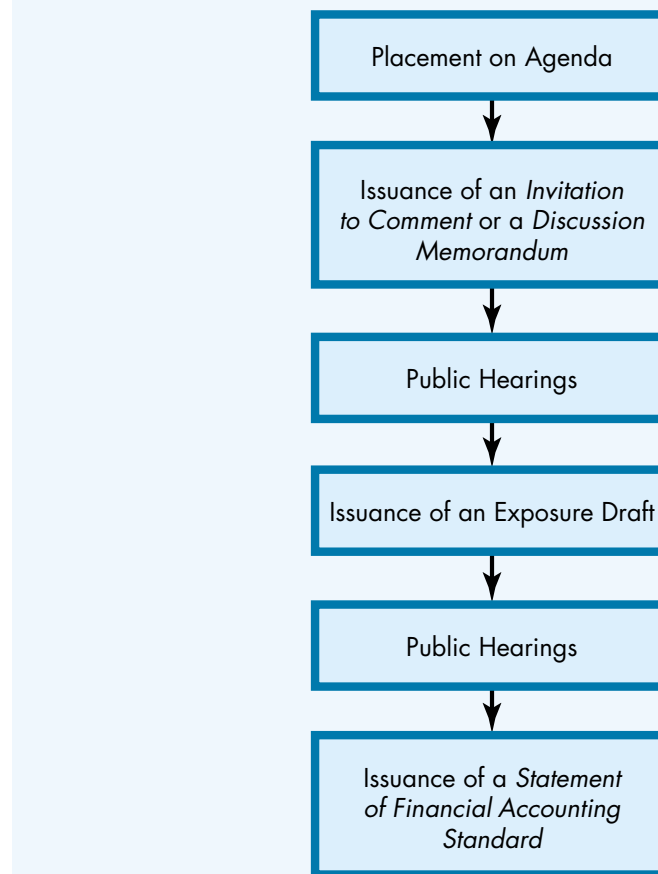 Placement on Agenda
Issuance of an Invitation
to Comment or a Discussion
Memorandum
Public Hearings
Issuance of an Exposure Draft
Public Hearings
Issuance of a Statement
of Financial Accounting
Standard